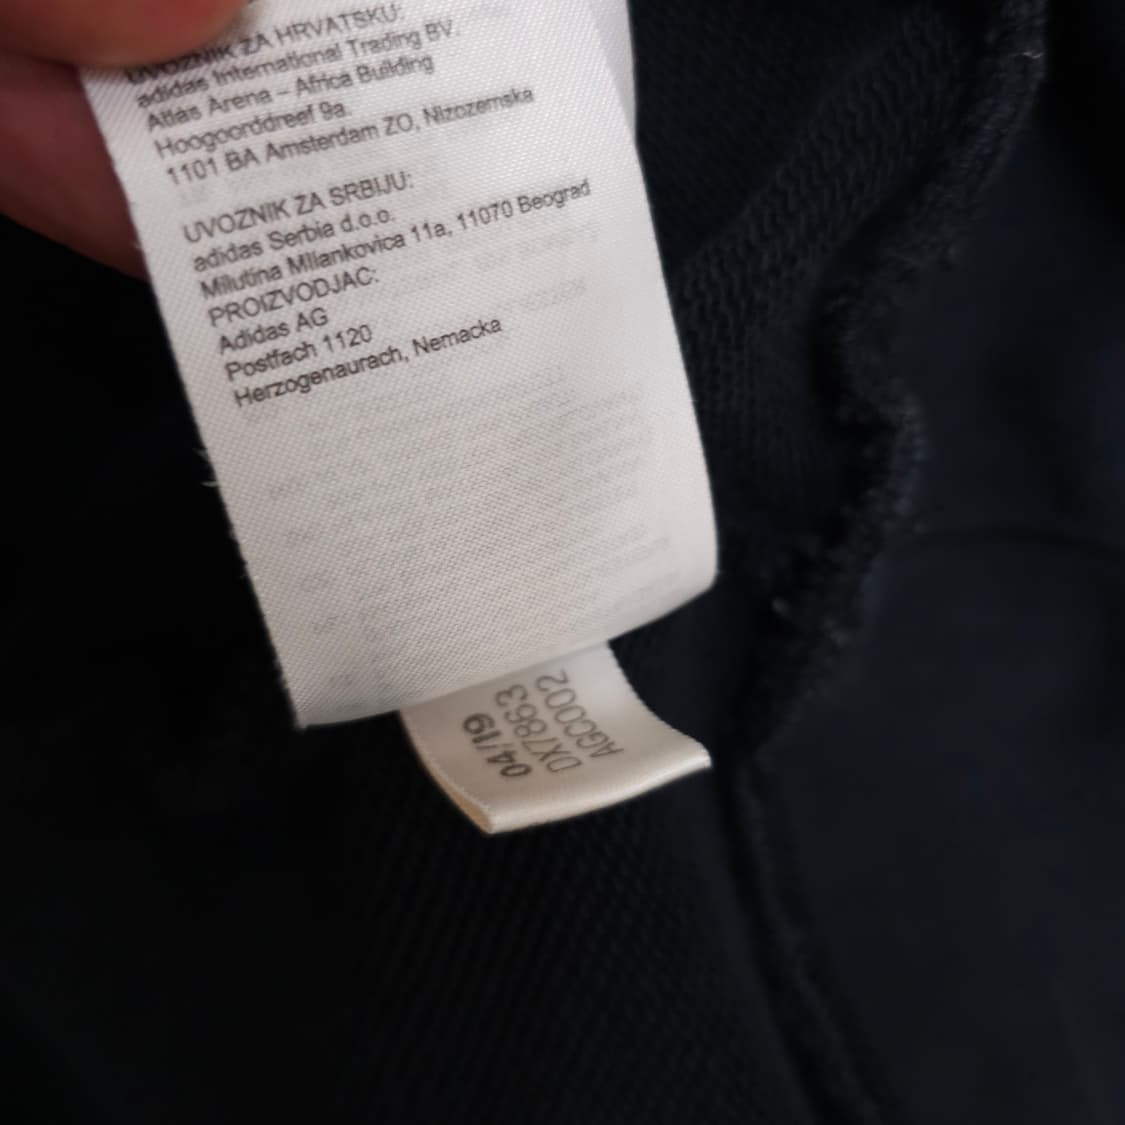 UVOZNIK ZA HRVATSKU:
adidas International Trading BV.
Atlas Arena – Africa Building
Hoogoorddreef 9a.
1101 BA Amsterdam ZO, Nizozemska
UVOZNIK ZA SRBIJU:
adidas Serbia d.o.o.
Milutina Milankovica 11a, 11070 Beograd
PROIZVODJAC:
Adidas AG
Postfach 1120
Herzogenaurach, Nemacka
04/19
DX7863
AGC002